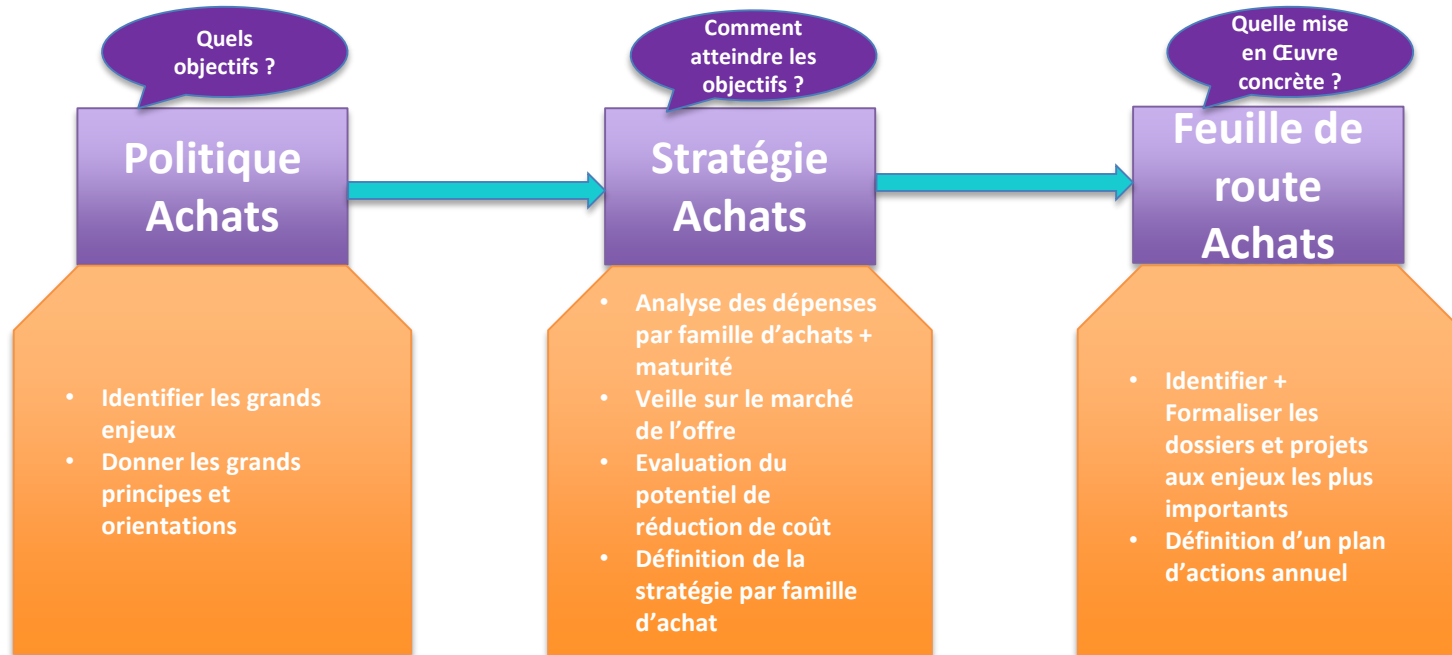 Quels
objectifs ?
Politique
Achats
• Identifier les grands
enjeux
• Donner les grands
principes et
orientations
Comment
atteindre les
objectifs ?
Stratégie
Achats
• Analyse des dépenses
par famille d’achats +
maturité
• Veille sur le marché
de l’offre
• Evaluation du
potentiel de
réduction de coût
• Définition de la
stratégie par famille
d’achat
Quelle mise
en Œuvre
concrète ?
Feuille de
route
Achats
• Identifier +
Formaliser les
dossiers et projets
aux enjeux les plus
importants
• Définition d’un plan
d’actions annuel